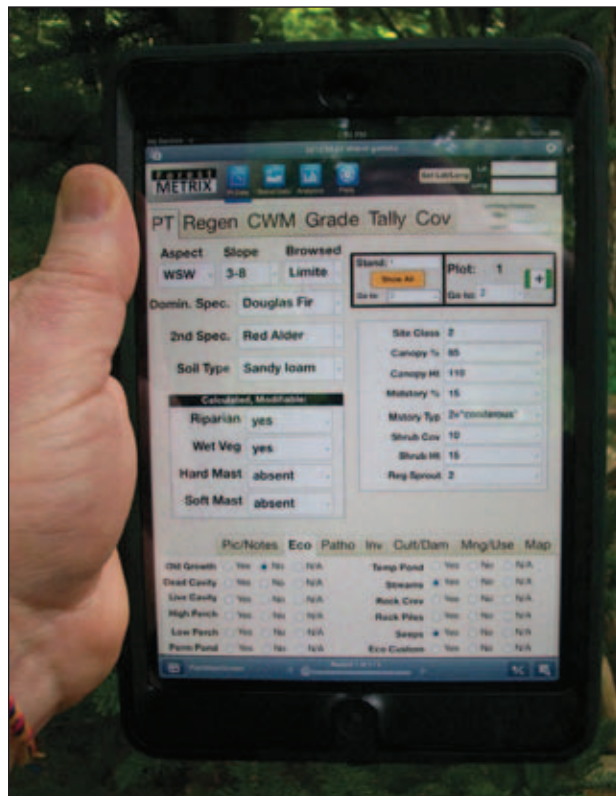 Forest
METRIX
Set Lat/Long
PT Regen CWM Grade Tally Cov
Aspect Slope Browsed
WSW 3-8 Limite
Stand:
Show All
Go to:
Plot: 1
Go to: 2
+
Domin. Spec. Douglas Fir
2nd Spec. Red Alder
Soil Type Sandy loam
Site Class 2
Canopy % 85
Canopy Ht 110
Midstory % 15
Mstory Typ 2="conderous"
Shrub Cov 10
Shrub Ht 15
Reg Sprout 2
Calculated, Modifiable:
Riparian yes
Wet Veg yes
Hard Mast absent
Soft Mast absent
Pic/Notes Eco Patho Inv Cult/Dam Mng/Use Map
Old Growth Yes No N/A
Dead Cavity Yes No N/A
Live Cavity Yes No N/A
High Perch Yes No N/A
Low Perch Yes No N/A
Perm Pond Yes No N/A
Temp Pond Yes No N/A
Streams Yes No N/A
Rock Crev Yes No N/A
Rock Piles Yes No N/A
Seeps Yes No N/A
Eco Custom Yes No N/A